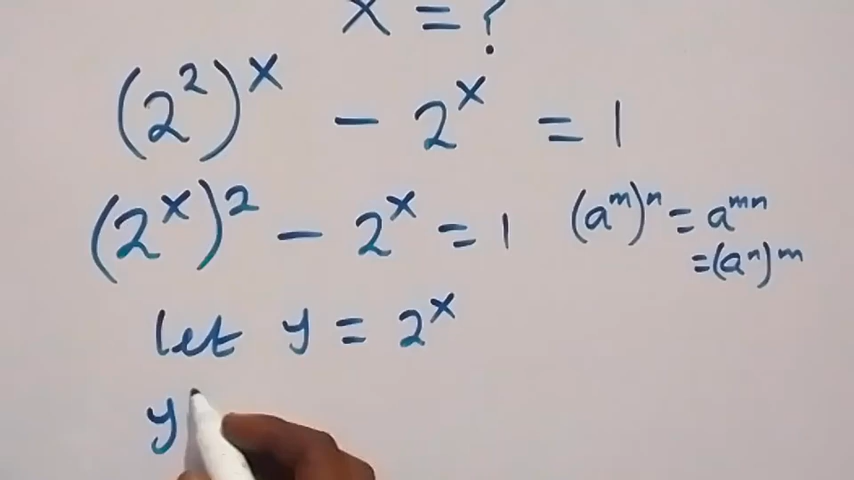 x = ?
(2²)ˣ − 2ˣ = 1
(2ˣ)² − 2ˣ = 1 (aᵐ)ⁿ = aᵐⁿ
= (aⁿ)ᵐ
let y = 2ˣ
y